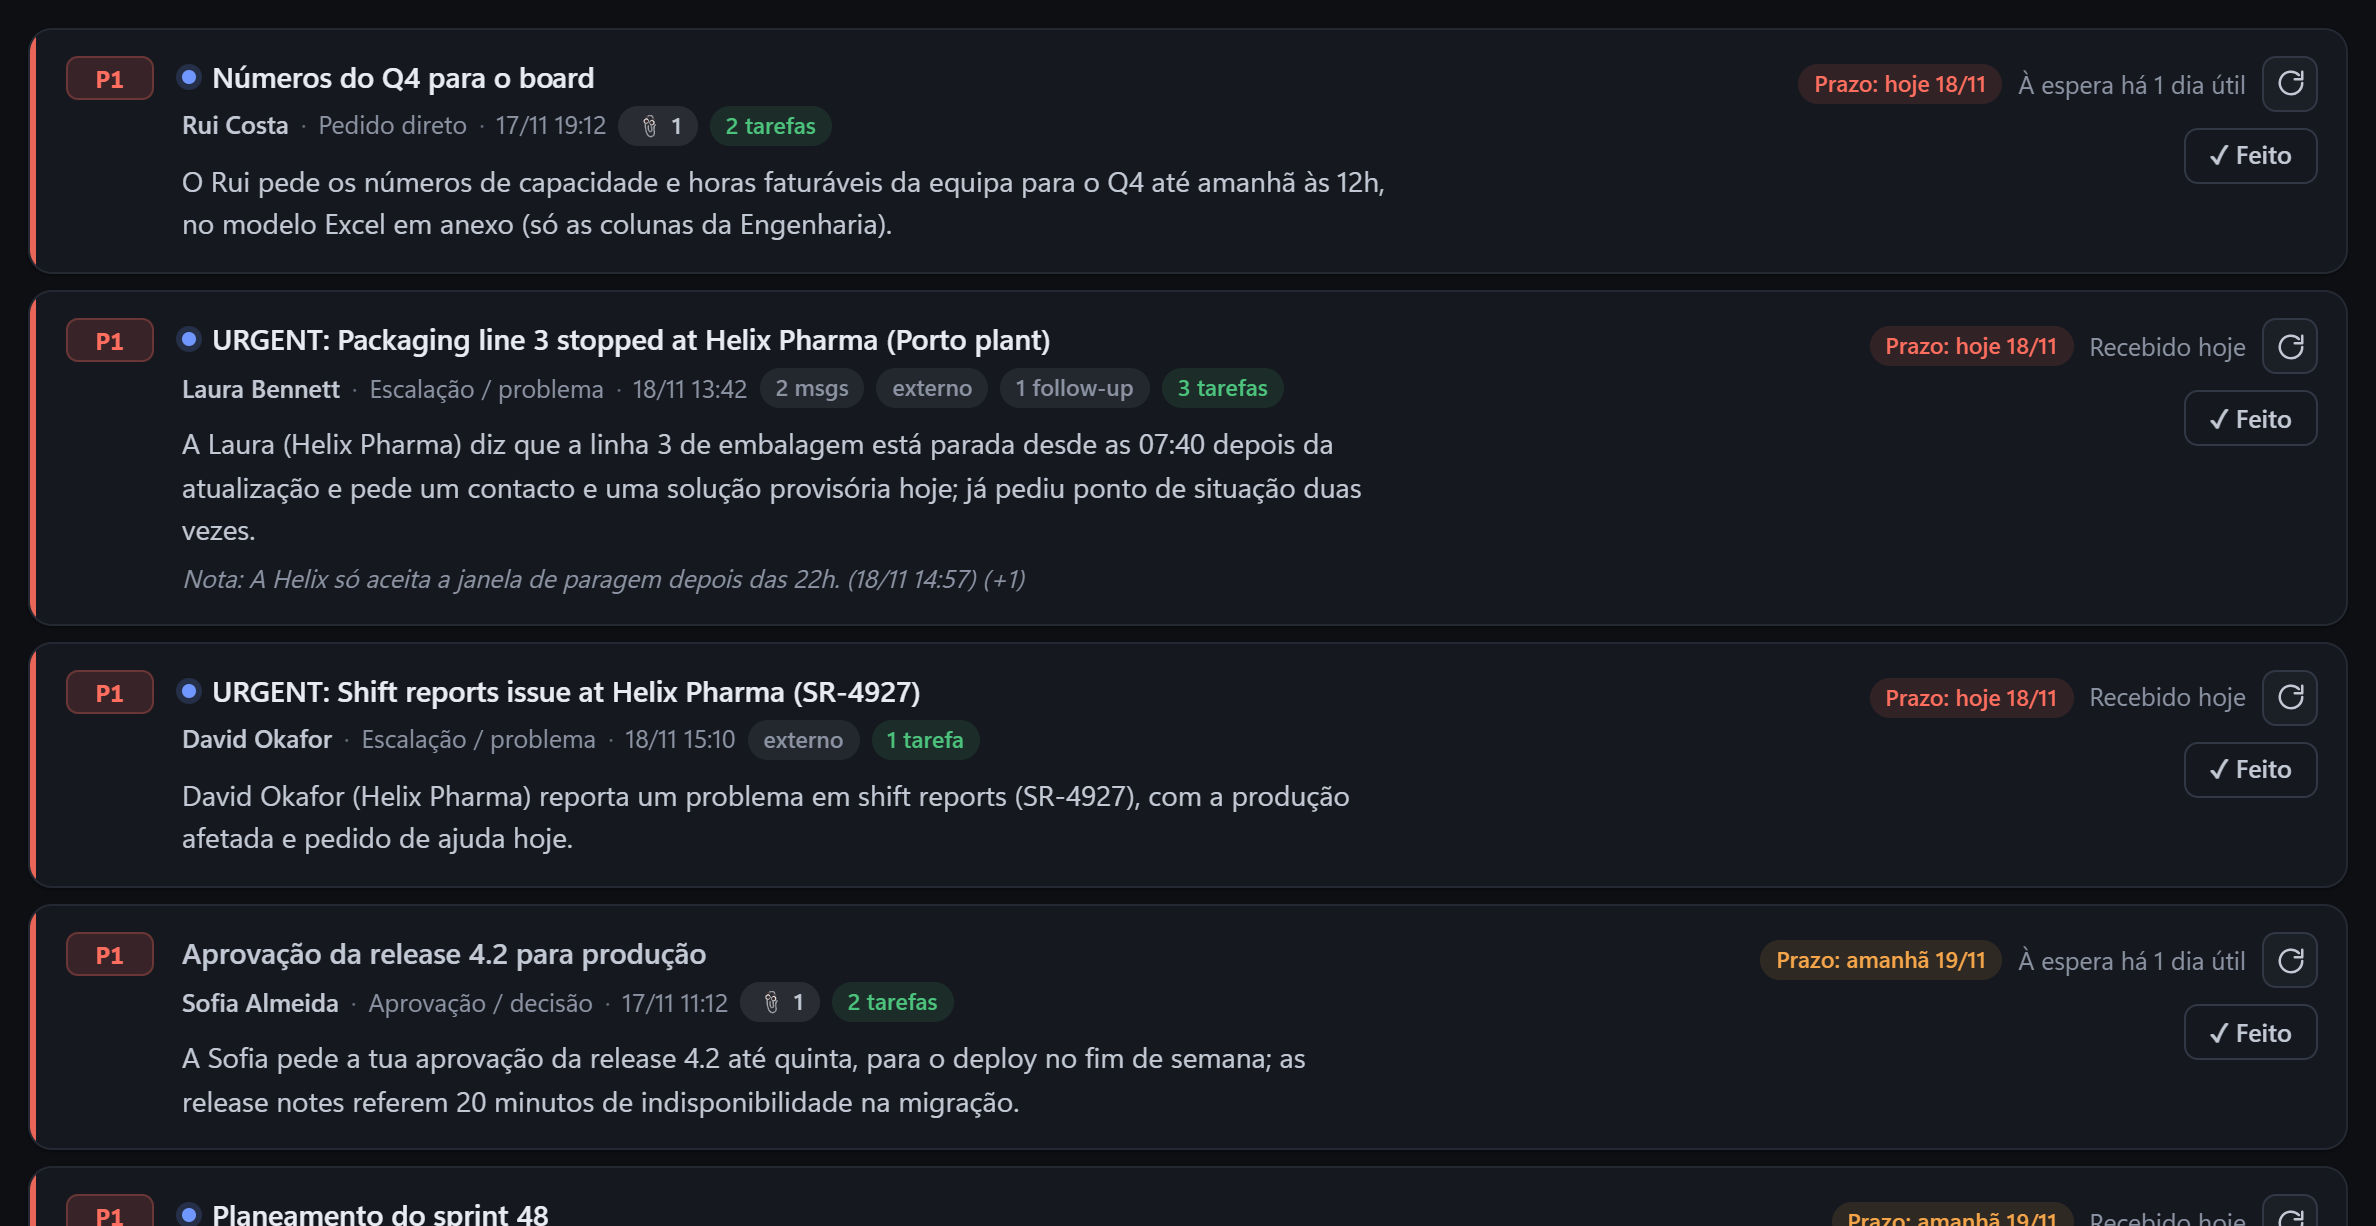 P1 Números do Q4 para o board Prazo: hoje 18/11 À espera há 1 dia útil
Rui Costa · Pedido direto · 17/11 19:12 1 2 tarefas
✓ Feito
O Rui pede os números de capacidade e horas faturáveis da equipa para o Q4 até amanhã às 12h,
no modelo Excel em anexo (só as colunas da Engenharia).
P1 URGENT: Packaging line 3 stopped at Helix Pharma (Porto plant) Prazo: hoje 18/11 Recebido hoje
Laura Bennett · Escalação / problema · 18/11 13:42 2 msgs externo 1 follow-up 3 tarefas
✓ Feito
A Laura (Helix Pharma) diz que a linha 3 de embalagem está parada desde as 07:40 depois da
atualização e pede um contacto e uma solução provisória hoje; já pediu ponto de situação duas
vezes.
Nota: A Helix só aceita a janela de paragem depois das 22h. (18/11 14:57) (+1)
P1 URGENT: Shift reports issue at Helix Pharma (SR-4927) Prazo: hoje 18/11 Recebido hoje
David Okafor · Escalação / problema · 18/11 15:10 externo 1 tarefa
✓ Feito
David Okafor (Helix Pharma) reporta um problema em shift reports (SR-4927), com a produção
afetada e pedido de ajuda hoje.
P1 Aprovação da release 4.2 para produção Prazo: amanhã 19/11 À espera há 1 dia útil
Sofia Almeida · Aprovação / decisão · 17/11 11:12 1 2 tarefas
✓ Feito
A Sofia pede a tua aprovação da release 4.2 até quinta, para o deploy no fim de semana; as
release notes referem 20 minutos de indisponibilidade na migração.
P1 Planeamento do sprint 48 Prazo: amanhã 19/11 Recebido hoje